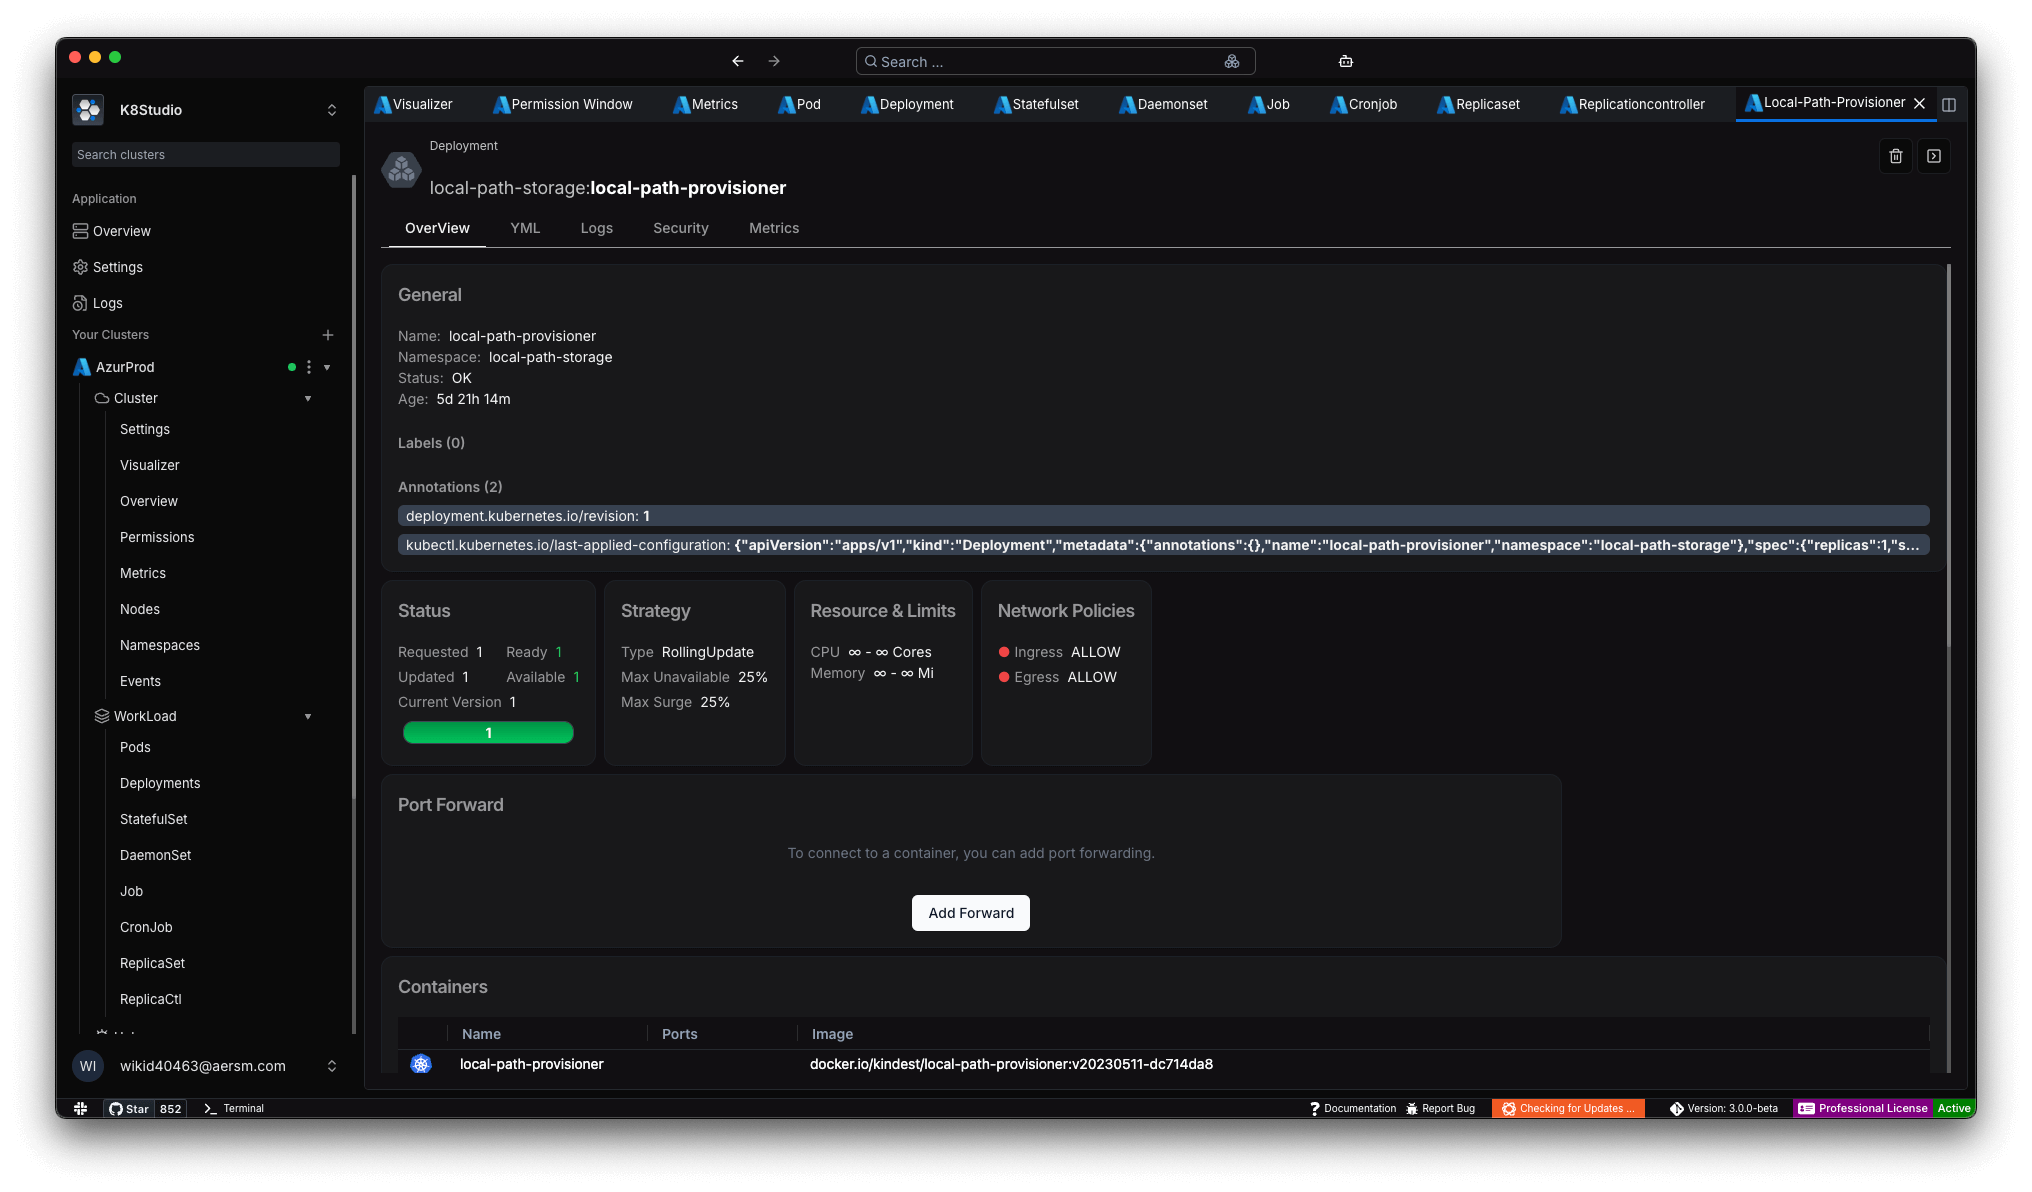 Search ...
K8Studio
Search clusters
Application
Overview
Settings
Logs
Your Clusters
AzurProd
Cluster
Settings
Visualizer
Overview
Permissions
Metrics
Nodes
Namespaces
Events
WorkLoad
Pods
Deployments
StatefulSet
DaemonSet
Job
CronJob
ReplicaSet
ReplicaCtl
WI wikid40463@aersm.com
Visualizer Permission Window Metrics Pod Deployment Statefulset Daemonset Job Cronjob Replicaset Replicationcontroller Local-Path-Provisioner
Deployment
local-path-storage:local-path-provisioner
OverView YML Logs Security Metrics
General
Name: local-path-provisioner
Namespace: local-path-storage
Status: OK
Age: 5d 21h 14m
Labels (0)
Annotations (2)
deployment.kubernetes.io/revision: 1
kubectl.kubernetes.io/last-applied-configuration: {"apiVersion":"apps/v1","kind":"Deployment","metadata":{"annotations":{},"name":"local-path-provisioner","namespace":"local-path-storage"},"spec":{"replicas":1,"s...
Status
Requested 1 Ready 1
Updated 1 Available 1
Current Version 1
1
Strategy
Type RollingUpdate
Max Unavailable 25%
Max Surge 25%
Resource & Limits
CPU ∞ - ∞ Cores
Memory ∞ - ∞ Mi
Network Policies
Ingress ALLOW
Egress ALLOW
Port Forward
To connect to a container, you can add port forwarding.
Add Forward
Containers
Name Ports Image
local-path-provisioner docker.io/kindest/local-path-provisioner:v20230511-dc714da8
Star 852 Terminal Documentation Report Bug Checking for Updates ... Version: 3.0.0-beta Professional License Active